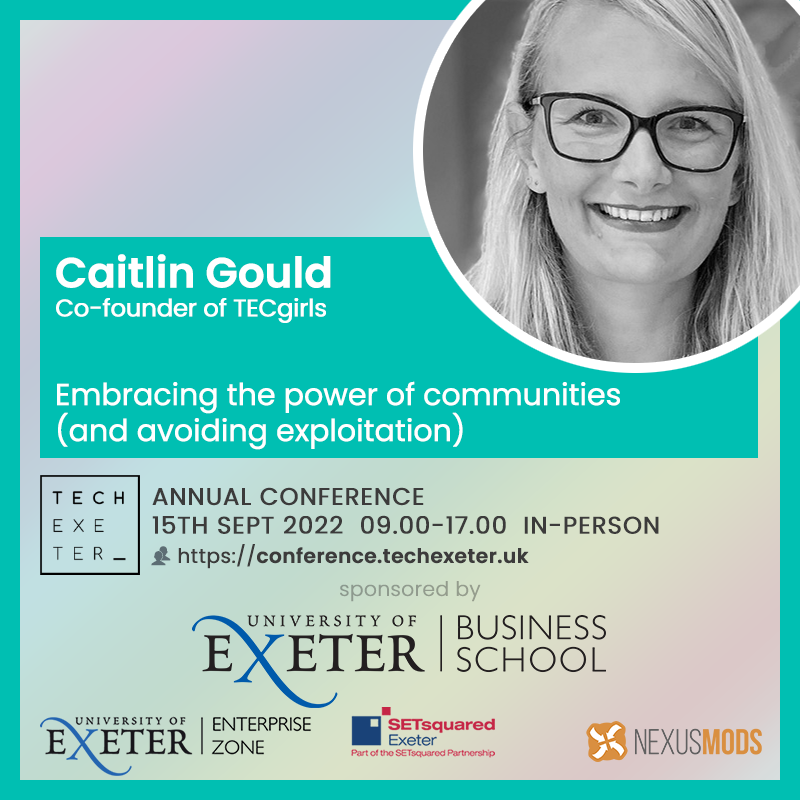 Caitlin Gould
Co-founder of TECgirls
Embracing the power of communities
(and avoiding exploitation)
TECH
EXE
TER_
ANNUAL CONFERENCE
15TH SEPT 2022 09.00-17.00 IN-PERSON
https://conference.techexeter.uk
sponsored by
UNIVERSITY OF
EXETER
BUSINESS
SCHOOL
UNIVERSITY OF
EXETER
ENTERPRISE
ZONE
SETsquared
Exeter
Part of the SETsquared Partnership
NEXUSMODS